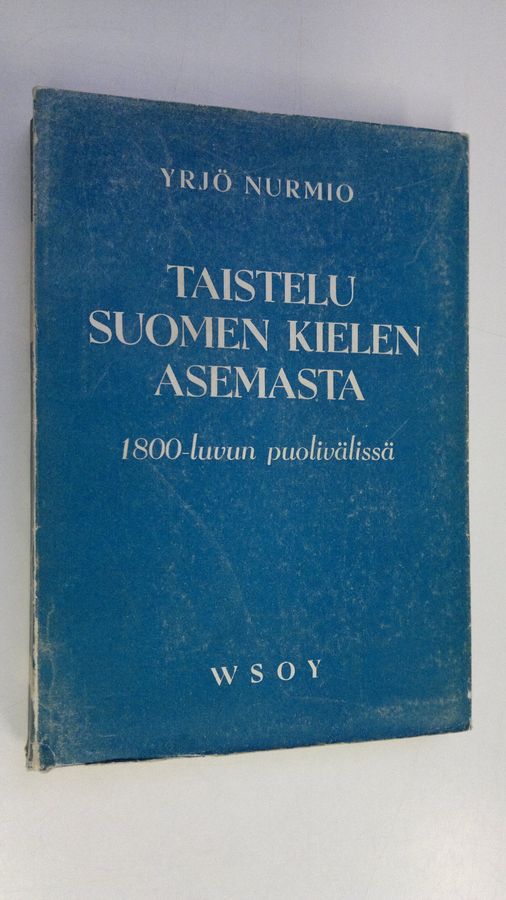 YRJÖ NURMIO
TAISTELU
SUOMEN KIELEN
ASEMASTA
1800-luvun puolivälissä
WSOY